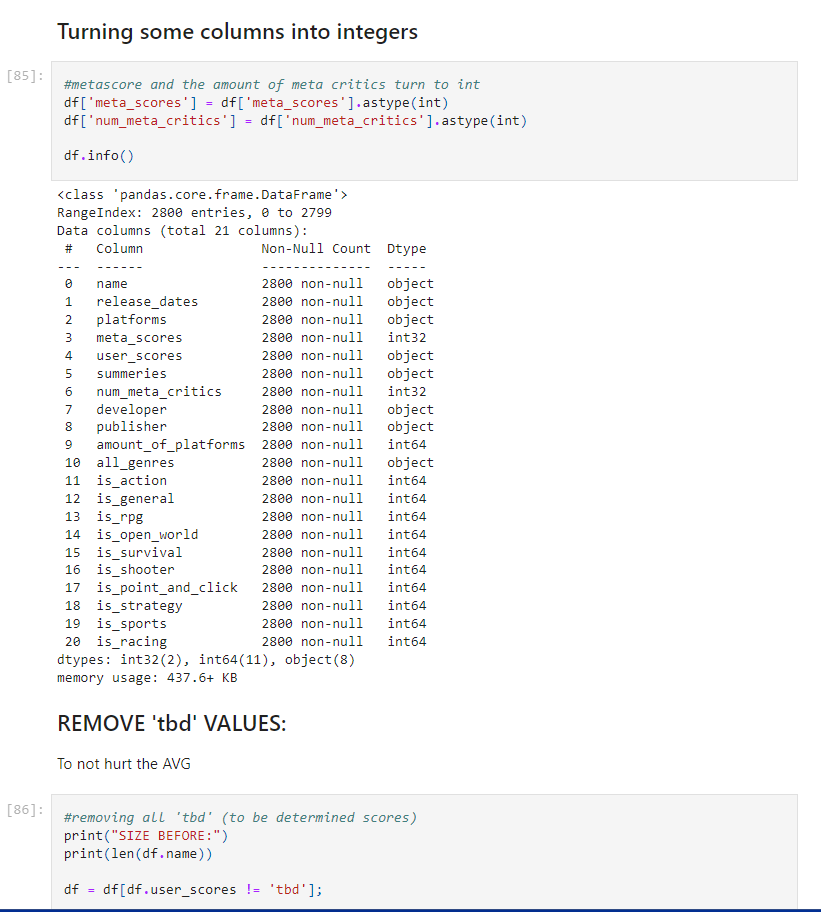 Turning some columns into integers
[85]:
#metascore and the amount of meta critics turn to int
df['meta_scores'] = df['meta_scores'].astype(int)
df['num_meta_critics'] = df['num_meta_critics'].astype(int)
df.info()
<class 'pandas.core.frame.DataFrame'>
RangeIndex: 2800 entries, 0 to 2799
Data columns (total 21 columns):
 #   Column               Non-Null Count  Dtype
---  ------               --------------  -----
 0   name                 2800 non-null   object
 1   release_dates        2800 non-null   object
 2   platforms            2800 non-null   object
 3   meta_scores          2800 non-null   int32
 4   user_scores          2800 non-null   object
 5   summeries            2800 non-null   object
 6   num_meta_critics     2800 non-null   int32
 7   developer            2800 non-null   object
 8   publisher            2800 non-null   object
 9   amount_of_platforms  2800 non-null   int64
 10  all_genres           2800 non-null   object
 11  is_action            2800 non-null   int64
 12  is_general           2800 non-null   int64
 13  is_rpg               2800 non-null   int64
 14  is_open_world        2800 non-null   int64
 15  is_survival          2800 non-null   int64
 16  is_shooter           2800 non-null   int64
 17  is_point_and_click   2800 non-null   int64
 18  is_strategy          2800 non-null   int64
 19  is_sports            2800 non-null   int64
 20  is_racing            2800 non-null   int64
dtypes: int32(2), int64(11), object(8)
memory usage: 437.6+ KB
REMOVE 'tbd' VALUES:
To not hurt the AVG
[86]:
#removing all 'tbd' (to be determined scores)
print("SIZE BEFORE:")
print(len(df.name))
df = df[df.user_scores != 'tbd'];